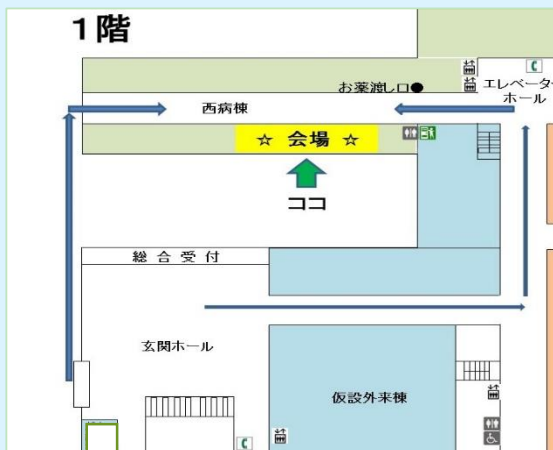 1階
お薬渡し口●
エレベーター
ホール
西病棟
☆ 会場 ☆
ココ
総合受付
玄関ホール
仮設外来棟